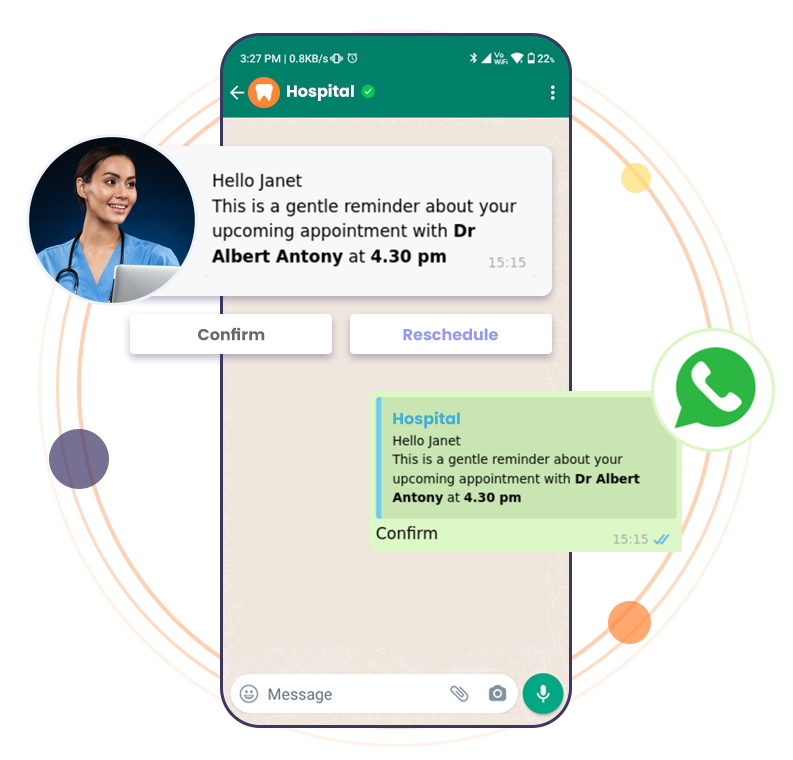 3:27 PM | 0.8KB/s
Vo
WiFi
22%
Hospital
Hello Janet
This is a gentle reminder about your
upcoming appointment with Dr
Albert Antony at 4.30 pm
15:15
Confirm
Reschedule
Hospital
Hello Janet
This is a gentle reminder about your
upcoming appointment with Dr Albert
Antony at 4.30 pm
Confirm
15:15
Message